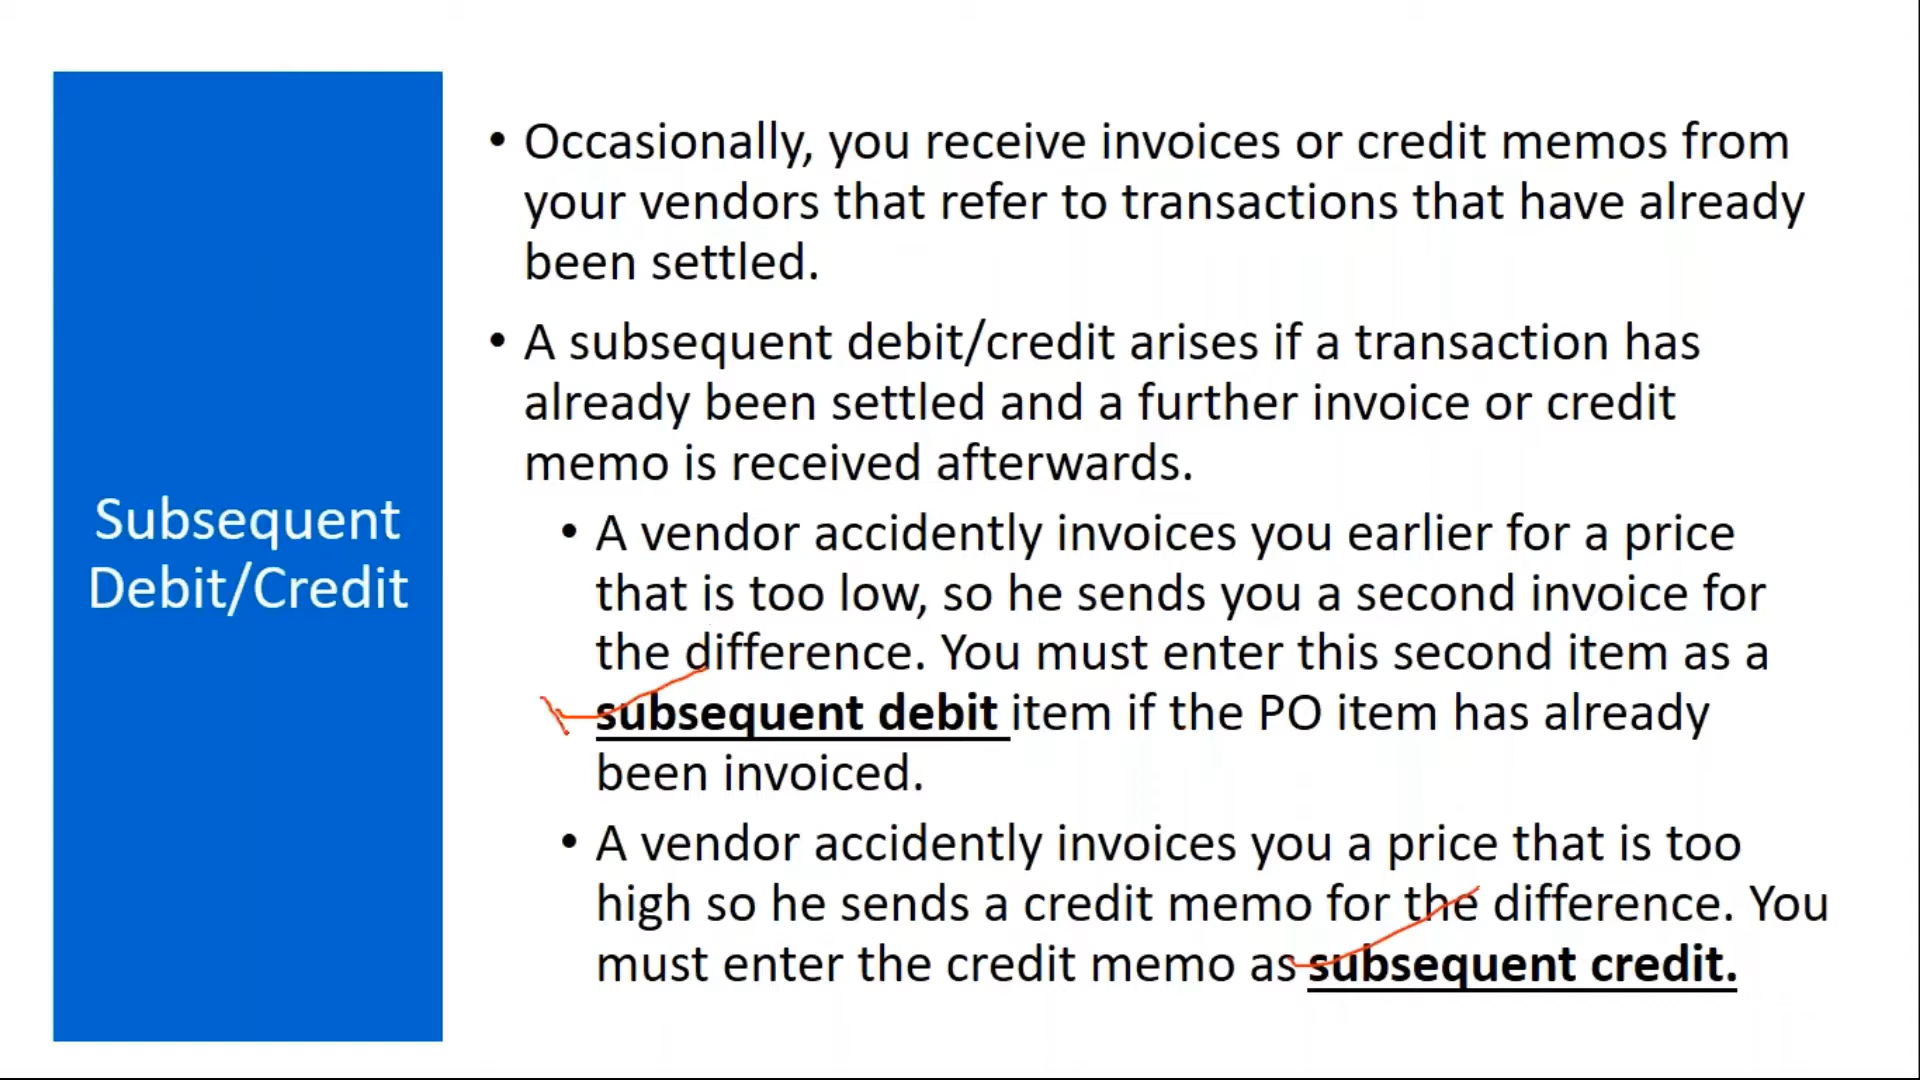 Subsequent
Debit/Credit
• Occasionally, you receive invoices or credit memos from
your vendors that refer to transactions that have already
been settled.
• A subsequent debit/credit arises if a transaction has
already been settled and a further invoice or credit
memo is received afterwards.
• A vendor accidently invoices you earlier for a price
that is too low, so he sends you a second invoice for
the difference. You must enter this second item as a
subsequent debit item if the PO item has already
been invoiced.
• A vendor accidently invoices you a price that is too
high so he sends a credit memo for the difference. You
must enter the credit memo as subsequent credit.